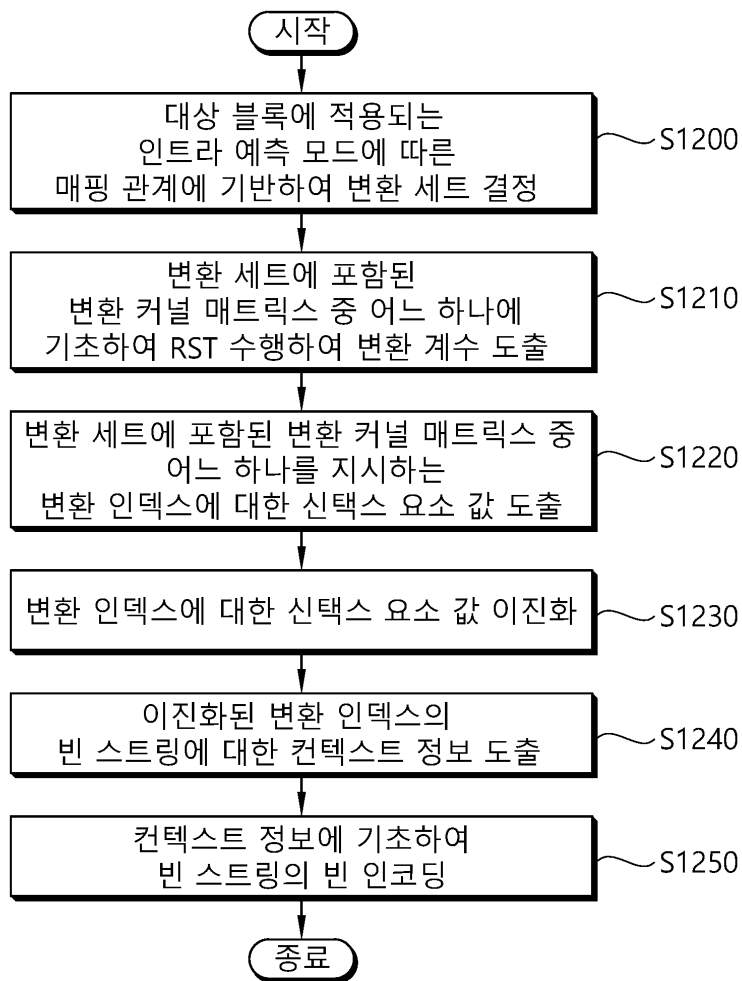 시작
대상 블록에 적용되는
인트라 예측 모드에 따른
매핑 관계에 기반하여 변환 세트 결정
S1200
변환 세트에 포함된
변환 커널 매트릭스 중 어느 하나에
기초하여 RST 수행하여 변환 계수 도출
S1210
변환 세트에 포함된 변환 커널 매트릭스 중
어느 하나를 지시하는
변환 인덱스에 대한 신택스 요소 값 도출
S1220
변환 인덱스에 대한 신택스 요소 값 이진화
S1230
이진화된 변환 인덱스의
빈 스트링에 대한 컨텍스트 정보 도출
S1240
컨텍스트 정보에 기초하여
빈 스트링의 빈 인코딩
S1250
종료